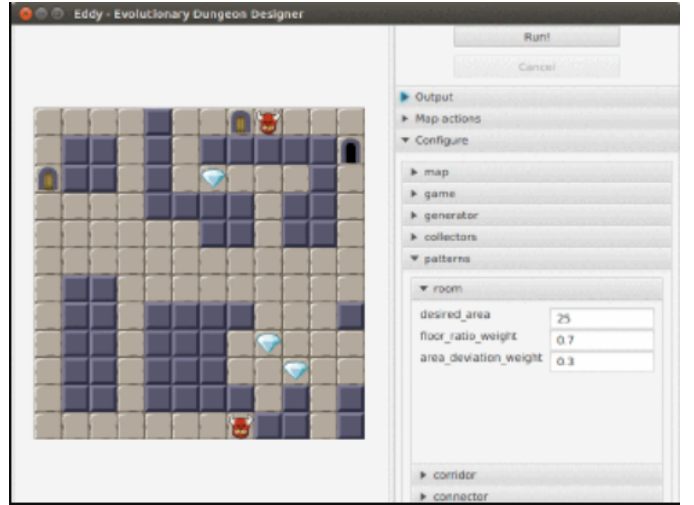 Eddy - Evolutionary Dungeon Designer
Run!
Cancel
Output
Map actions
Configure
map
game
generator
collectors
patterns
room
desired_area 25
floor_ratio_weight 0.7
area_deviation_weight 0.3
corridor
connector